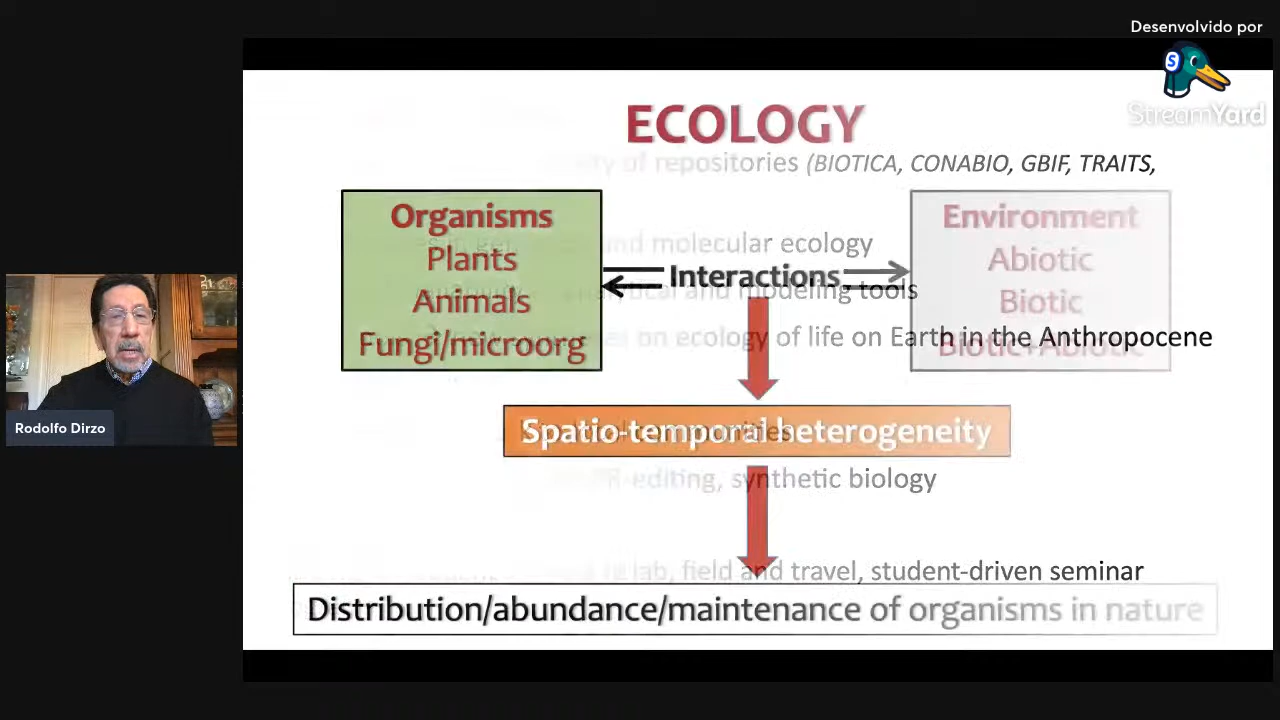 Desenvolvido por
StreamYard
ECOLOGY
of repositories (BIOTICA, CONABIO, GBIF, TRAITS,
Organisms
Plants
Animals
Fungi/microorg
Interactions
Environment
Abiotic
Biotic
Biotic+Abiotic
and molecular ecology
and modeling tools
on ecology of life on Earth in the Anthropocene
Spatio-temporal heterogeneity
editing, synthetic biology
lab, field and travel, student-driven seminar
Distribution/abundance/maintenance of organisms in nature
Rodolfo Dirzo